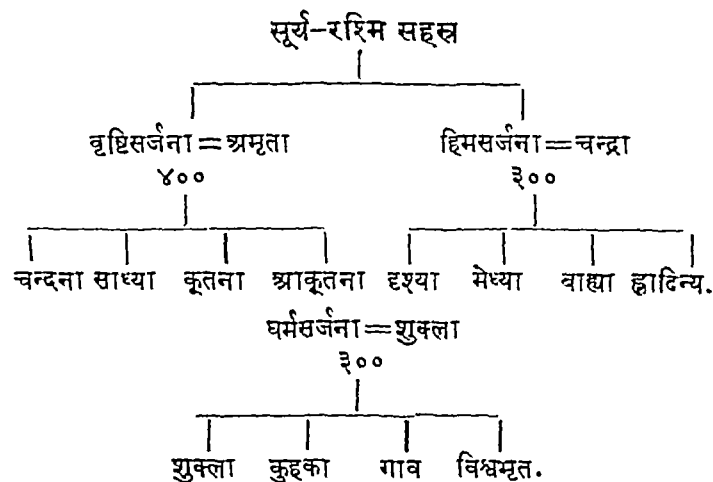 सूर्य-रश्मि सहस्र
वृष्टिसर्जना=अमृता हिमसर्जना=चन्द्रा
४०० ३००
चन्दना साध्या कूतना आकूतना दृश्या मेध्या वाह्या ह्लादिन्य.
घर्मसर्जना=शुक्ला
३००
शुक्ला कुहका गाव विश्वमृत.